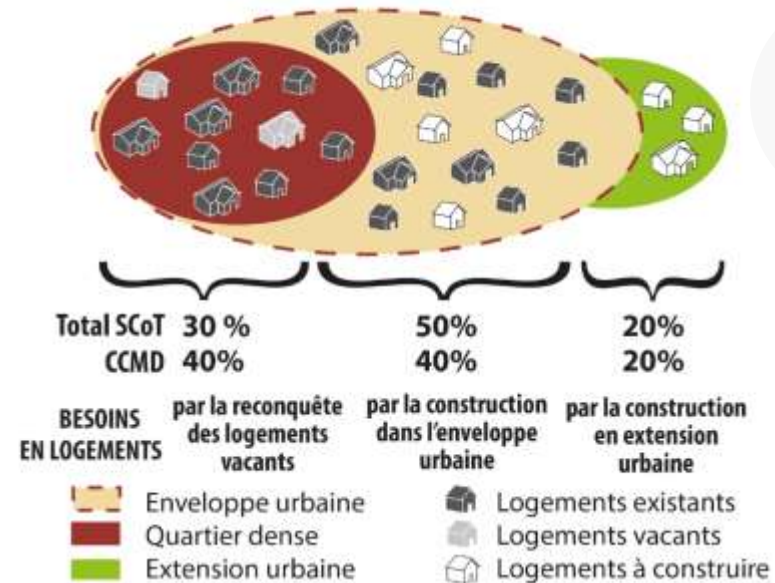 Total SCoT 30 % 50% 20%
CCMD 40% 40% 20%
BESOINS
EN LOGEMENTS
par la reconquête
des logements
vacants
par la construction
dans l'enveloppe
urbaine
par la construction
en extension
urbaine
Enveloppe urbaine
Quartier dense
Extension urbaine
Logements existants
Logements vacants
Logements à construire